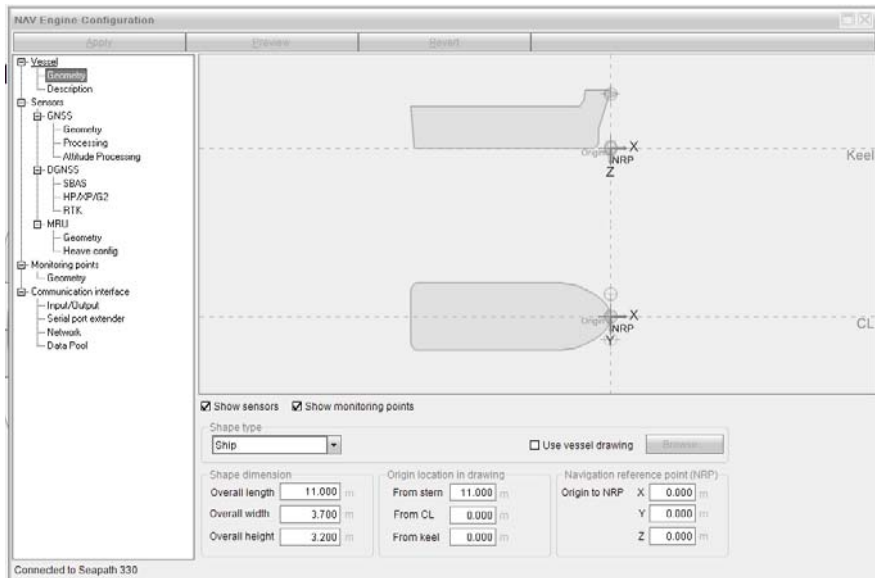 NAV Engine Configuration
Apply Preview Revert
Vessel
Geometry
Description
Sensors
GNSS
Geometry
Processing
Attitude Processing
DGNSS
SBAS
HP/XP/G2
RTK
MRU
Geometry
Heave config
Monitoring points
Geometry
Communication interface
Input/Output
Serial port extender
Network
Data Pool
Origin X
NRP
Z
Keel
Origin X
NRP
Y
CL
Show sensors Show monitoring points
Shape type
Ship Use vessel drawing Browse...
Shape dimension
Overall length 11.000 m
Overall width 3.700 m
Overall height 3.200 m
Origin location in drawing
From stern 11.000 m
From CL 0.000 m
From keel 0.000 m
Navigation reference point (NRP)
Origin to NRP X 0.000 m
Y 0.000 m
Z 0.000 m
Connected to Seapath 330